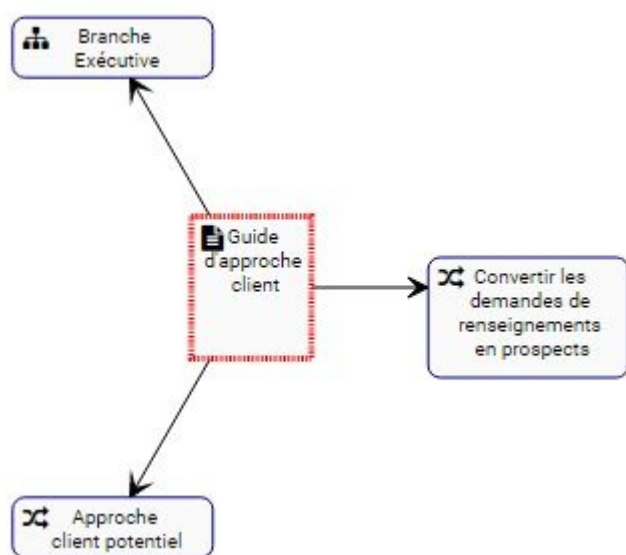 Branche
Exécutive
Guide
d'approche
client
Convertir les
demandes de
renseignements
en prospects
Approche
client potentiel